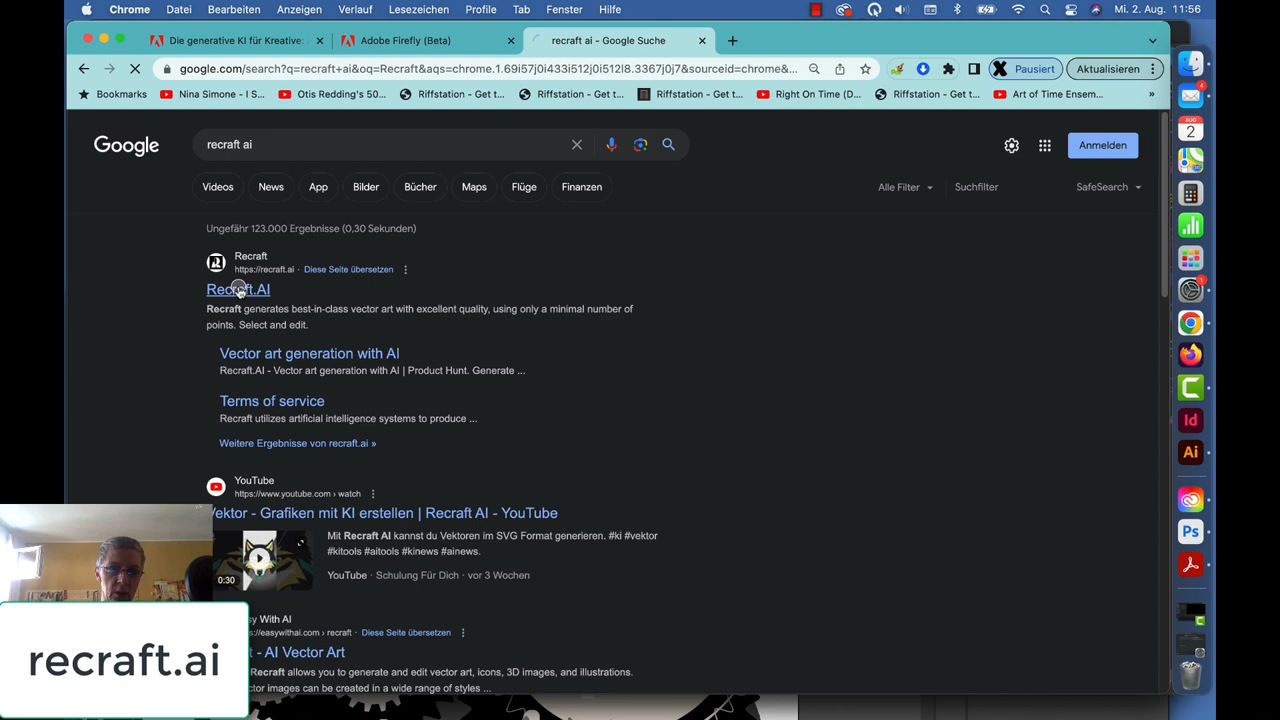 Chrome Datei Bearbeiten Anzeigen Verlauf Lesezeichen Profile Tab Fenster Hilfe Mi. 2. Aug. 11:56
Die generative KI für Kreative: Adobe Firefly (Beta) recraft ai – Google Suche
google.com/search?q=recraft+ai&oq=Recraft&aqs=chrome.1.69i57j0i433i512j0i512l8.3367j0j7&sourceid=chrome&... Pausiert Aktualisieren
Bookmarks Nina Simone - I S... Otis Redding's 50... Riffstation - Get t... Riffstation - Get t... Riffstation - Get t... Right On Time (D... Riffstation - Get t... Art of Time Ensem... »
Google recraft ai Anmelden
Videos News App Bilder Bücher Maps Flüge Finanzen Alle Filter Suchfilter SafeSearch
Ungefähr 123.000 Ergebnisse (0,30 Sekunden)
Recraft
https://recraft.ai · Diese Seite übersetzen
Recraft.AI
Recraft generates best-in-class vector art with excellent quality, using only a minimal number of
points. Select and edit.
Vector art generation with AI
Recraft.AI - Vector art generation with AI | Product Hunt. Generate ...
Terms of service
Recraft utilizes artificial intelligence systems to produce ...
Weitere Ergebnisse von recraft.ai »
YouTube
https://www.youtube.com › watch
Vektor - Grafiken mit KI erstellen | Recraft AI - YouTube
Mit Recraft AI kannst du Vektoren im SVG Format generieren. #ki #vektor
#kitools #aitools #kinews #ainews.
0:30
YouTube · Schulung Für Dich · vor 3 Wochen
With AI
easywithai.com › recraft Diese Seite übersetzen
- AI Vector Art
Recraft allows you to generate and edit vector art, icons, 3D images, and illustrations.
images can be created in a wide range of styles ...
recraft.ai
4
AUG
2
1
Id
Ai
Ps